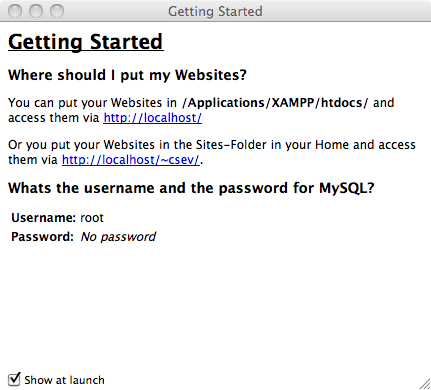 Getting Started
Getting Started
Where should I put my Websites?
You can put your Websites in /Applications/XAMPP/htdocs/ and
access them via http://localhost/
Or you put your Websites in the Sites-Folder in your Home and access
them via http://localhost/~csev/.
Whats the username and the password for MySQL?
Username: root
Password: No password
Show at launch